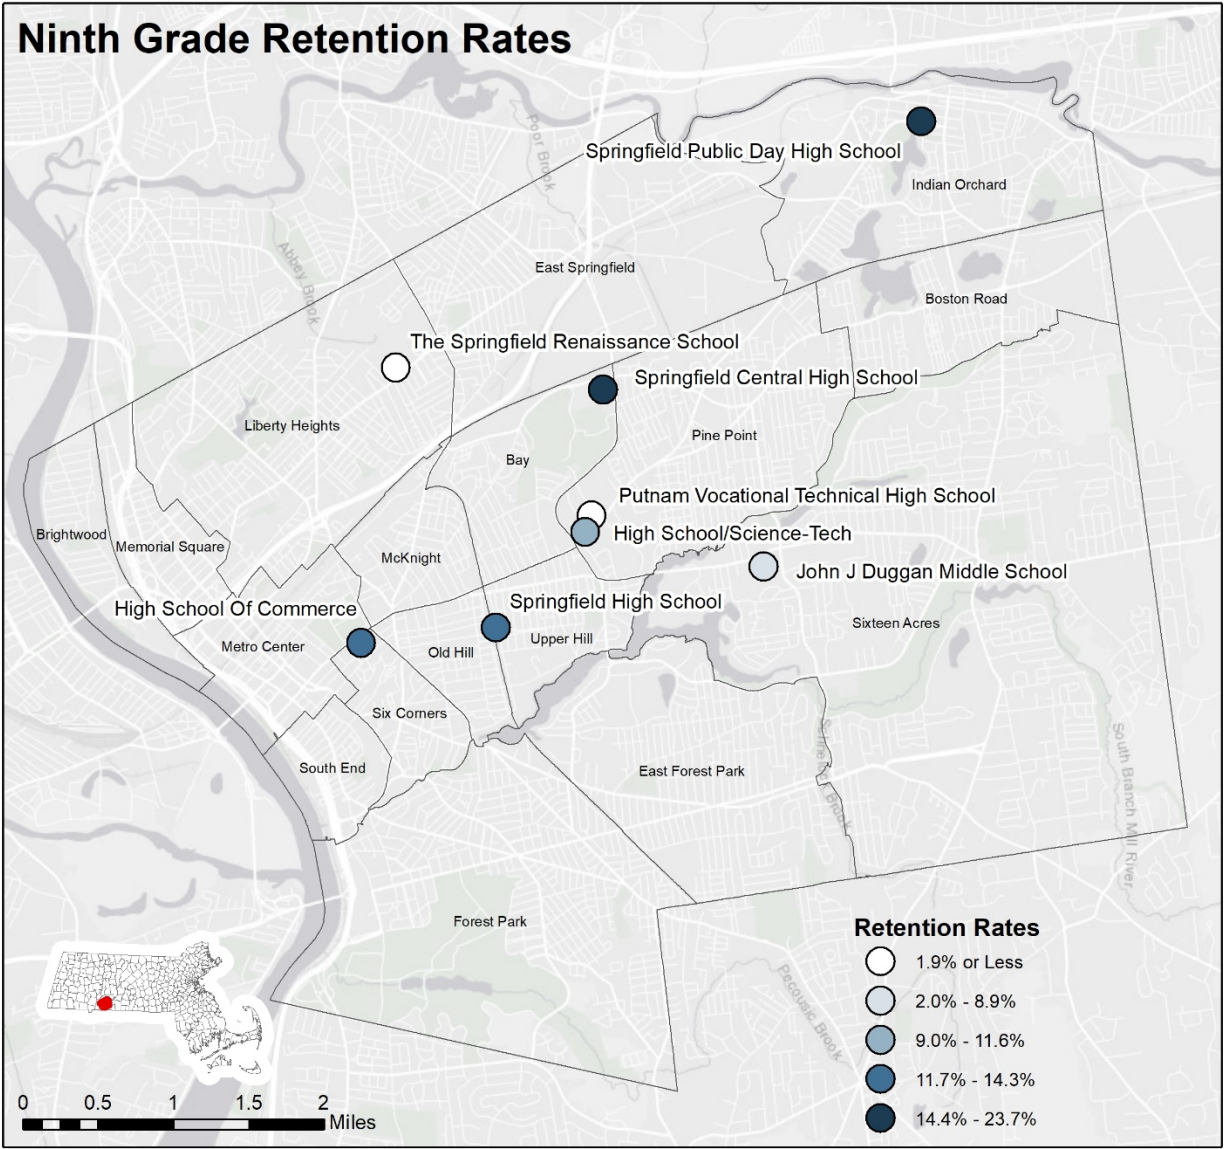 Ninth Grade Retention Rates
Poor Brook
Springfield Public Day High School
Indian Orchard
Abbey Brook
East Springfield
Boston Road
The Springfield Renaissance School
Springfield Central High School
Liberty Heights
Pine Point
Bay
Putnam Vocational Technical High School
High School/Science-Tech
Brightwood
Memorial Square
McKnight
John J Duggan Middle School
High School Of Commerce
Springfield High School
Sixteen Acres
Metro Center
Old Hill
Upper Hill
Six Corners
South End
East Forest Park
South Branch Mill River
Forest Park
Pecousic Brook
Retention Rates
1.9% or Less
2.0% - 8.9%
9.0% - 11.6%
11.7% - 14.3%
14.4% - 23.7%
0 0.5 1 1.5 2
Miles